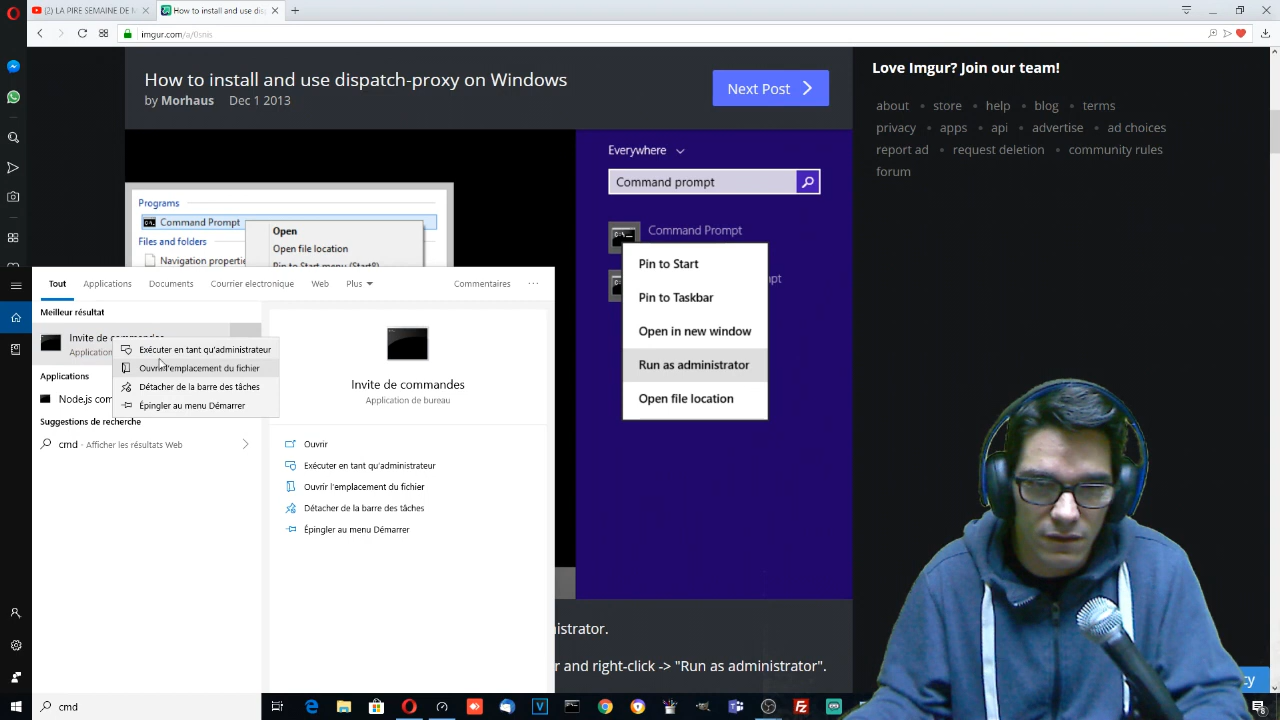 (2) LA PIRE SEMAINE DE
How to install and use
imgur.com/a/0snis
How to install and use dispatch-proxy on Windows
by Morhaus Dec 1 2013
Next Post
Love Imgur? Join our team!
about store help blog terms
privacy apps api advertise ad choices
report ad request deletion community rules
forum
Programs
Command Prompt
Files and folders
Navigation
Open
Open file location
Pin to Start menu (Start8)
Everywhere
Command prompt
Command Prompt
Pin to Start
Pin to Taskbar
Open in new window
Run as administrator
Open file location
Tout Applications Documents Courrier électronique Web Plus Commentaires
Meilleur résultat
Invite de commandes
Exécuter en tant qu'administrateur
Ouvrir l'emplacement du fichier
Détacher de la barre des tâches
Épingler au menu Démarrer
Applications
Node.js
Suggestions de recherche
cmd - Afficher les résultats Web
Invite de commandes
Application de bureau
Ouvrir
Exécuter en tant qu'administrateur
Ouvrir l'emplacement du fichier
Détacher de la barre des tâches
Épingler au menu Démarrer
and right-click -> "Run as administrator".
cmd